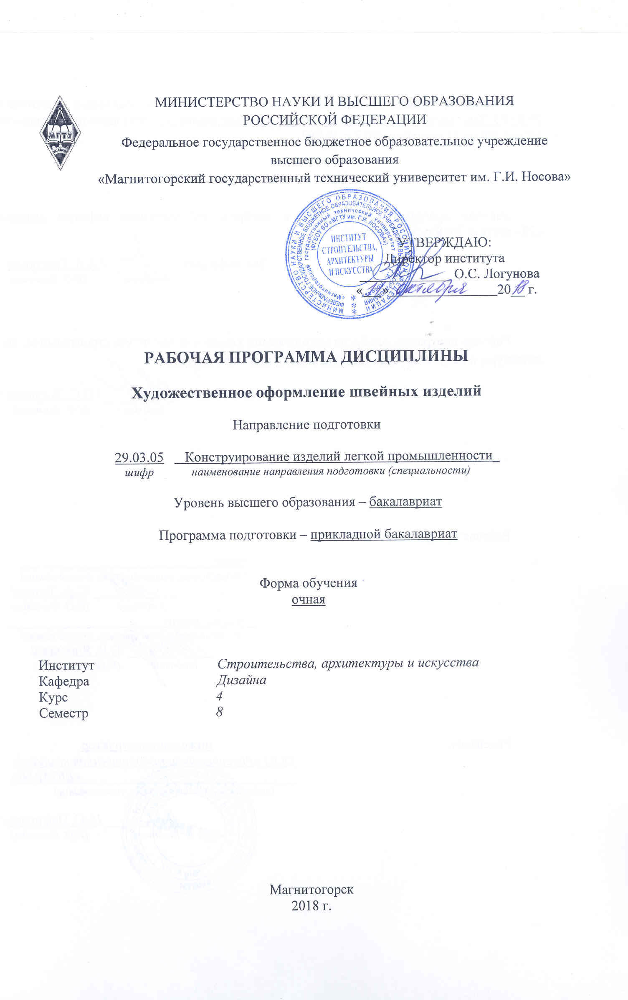 МИНИСТЕРСТВО НАУКИ И ВЫСШЕГО ОБРАЗОВАНИЯ
РОССИЙСКОЙ ФЕДЕРАЦИИ
Федеральное государственное бюджетное образовательное учреждение
высшего образования
«Магнитогорский государственный технический университет им. Г.И. Носова»
МГТУ
МИНИСТЕРСТВО НАУКИ И ВЫСШЕГО ОБРАЗОВАНИЯ РОССИЙСКОЙ ФЕДЕРАЦИИ
ФЕДЕРАЛЬНОЕ ГОСУДАРСТВЕННОЕ БЮДЖЕТНОЕ ОБРАЗОВАТЕЛЬНОЕ УЧРЕЖДЕНИЕ ВЫСШЕГО ОБРАЗОВАНИЯ
«Магнитогорский государственный технический университет им. Г.И. Носова»
(ФГБОУ ВО «МГТУ им. Г.И. НОСОВА»)
ИНСТИТУТ
СТРОИТЕЛЬСТВА,
АРХИТЕКТУРЫ
И ИСКУССТВА
УТВЕРЖДАЮ:
Директор института
О.С. Логунова
«11» октября 2018 г.
РАБОЧАЯ ПРОГРАММА ДИСЦИПЛИНЫ
Художественное оформление швейных изделий
Направление подготовки
29.03.05 Конструирование изделий легкой промышленности_
шифр наименование направления подготовки (специальности)
Уровень высшего образования – бакалавриат
Программа подготовки – прикладной бакалавриат
Форма обучения
очная
Институт Строительства, архитектуры и искусства
Кафедра Дизайна
Курс 4
Семестр 8
Магнитогорск
2018 г.